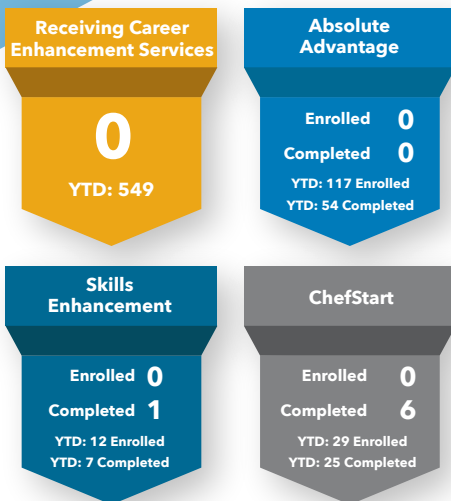 Receiving Career
Enhancement Services
0
YTD: 549
Absolute
Advantage
Enrolled 0
Completed 0
YTD: 117 Enrolled
YTD: 54 Completed
Skills
Enhancement
Enrolled 0
Completed 1
YTD: 12 Enrolled
YTD: 7 Completed
ChefStart
Enrolled 0
Completed 6
YTD: 29 Enrolled
YTD: 25 Completed